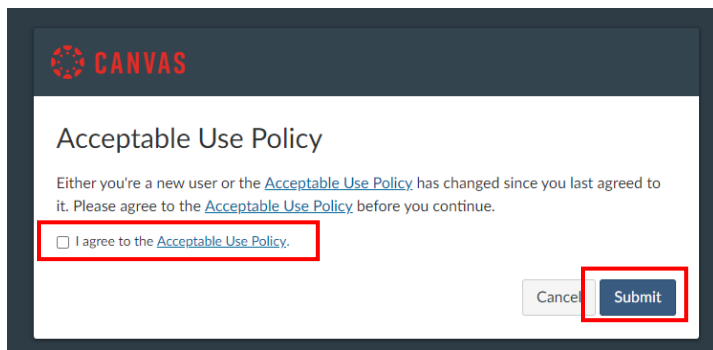 CANVAS
Acceptable Use Policy
Either you're a new user or the Acceptable Use Policy has changed since you last agreed to
it. Please agree to the Acceptable Use Policy before you continue.
I agree to the Acceptable Use Policy.
Cancel Submit